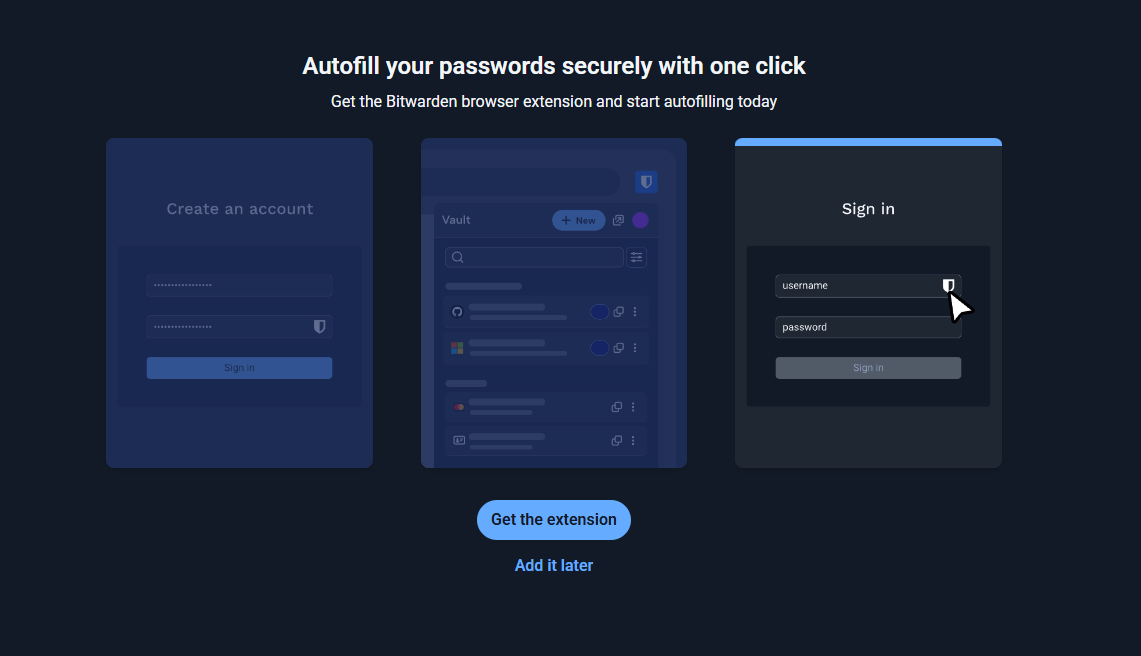 Autofill your passwords securely with one click
Get the Bitwarden browser extension and start autofilling today
Create an account
Sign in
Vault
+ New
Sign in
username
password
Sign in
Get the extension
Add it later